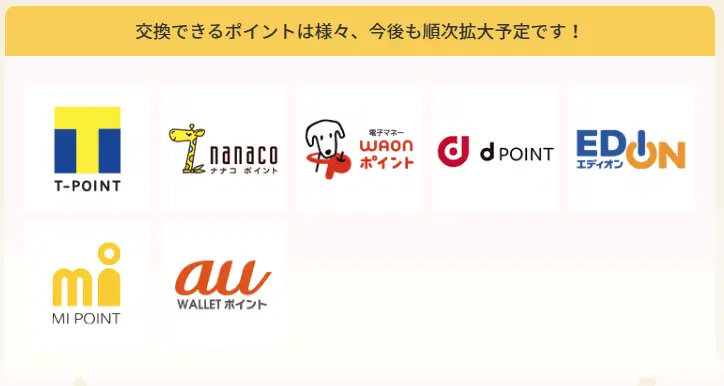 交換できるポイントは様々、今後も順次拡大予定です！
T-POINT
nanaco
ナナコ ポイント
電子マネー
WAON
ポイント
d POINT
EDION
エディオン
mi
MI POINT
au
WALLET ポイント